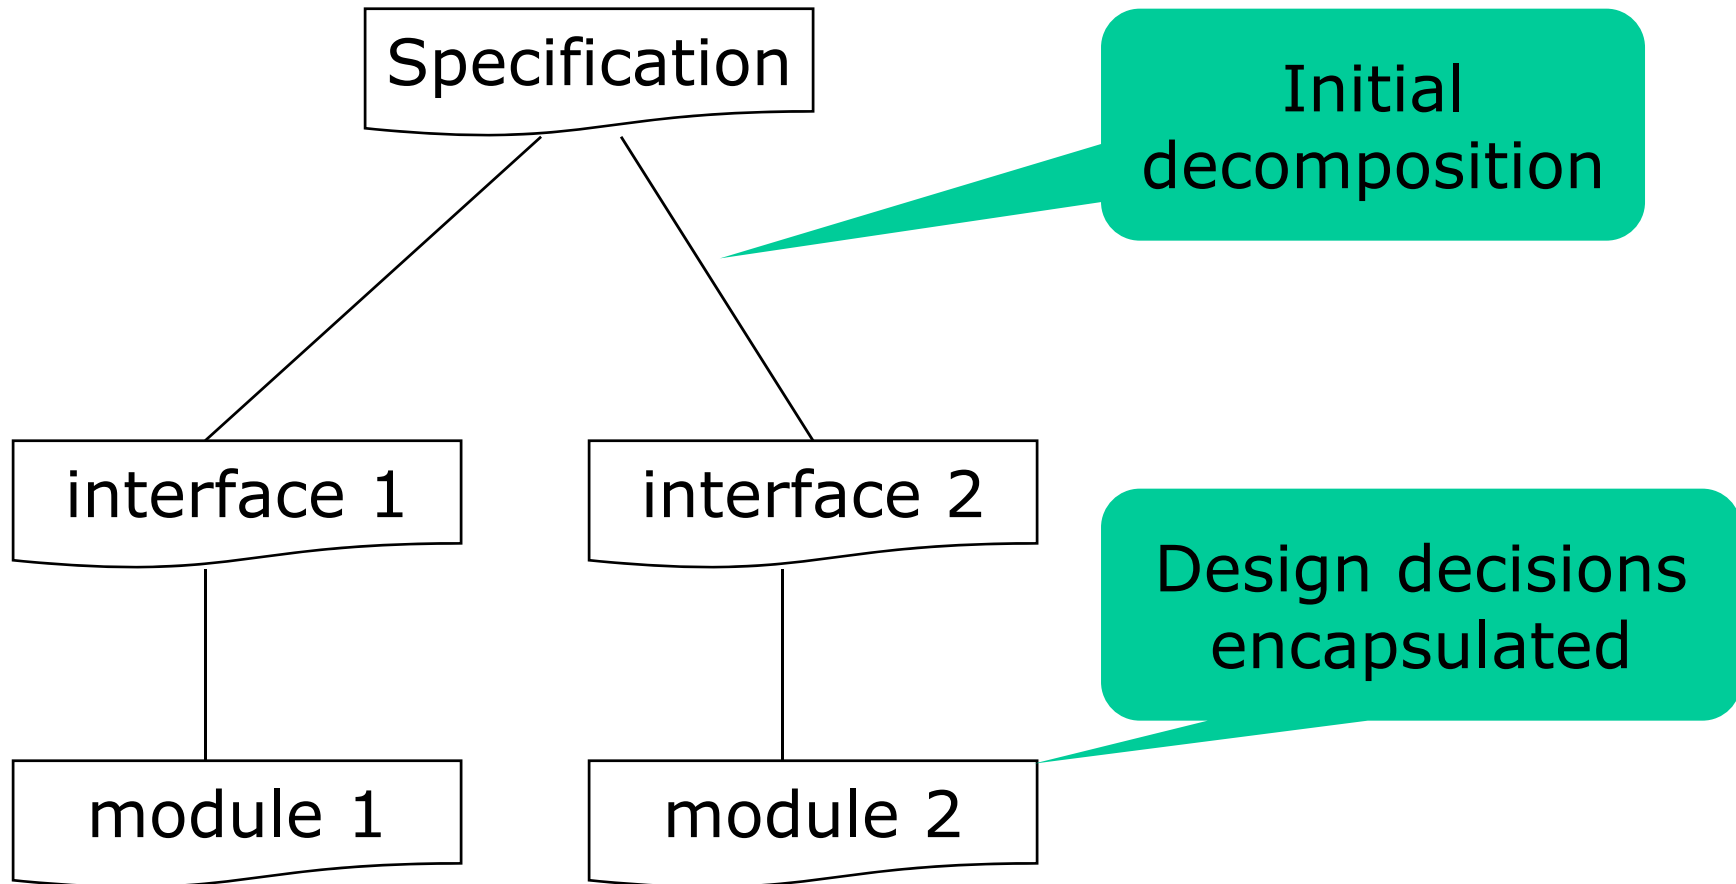 Specification
Initial
decomposition
interface 1
interface 2
Design decisions
encapsulated
module 1
module 2